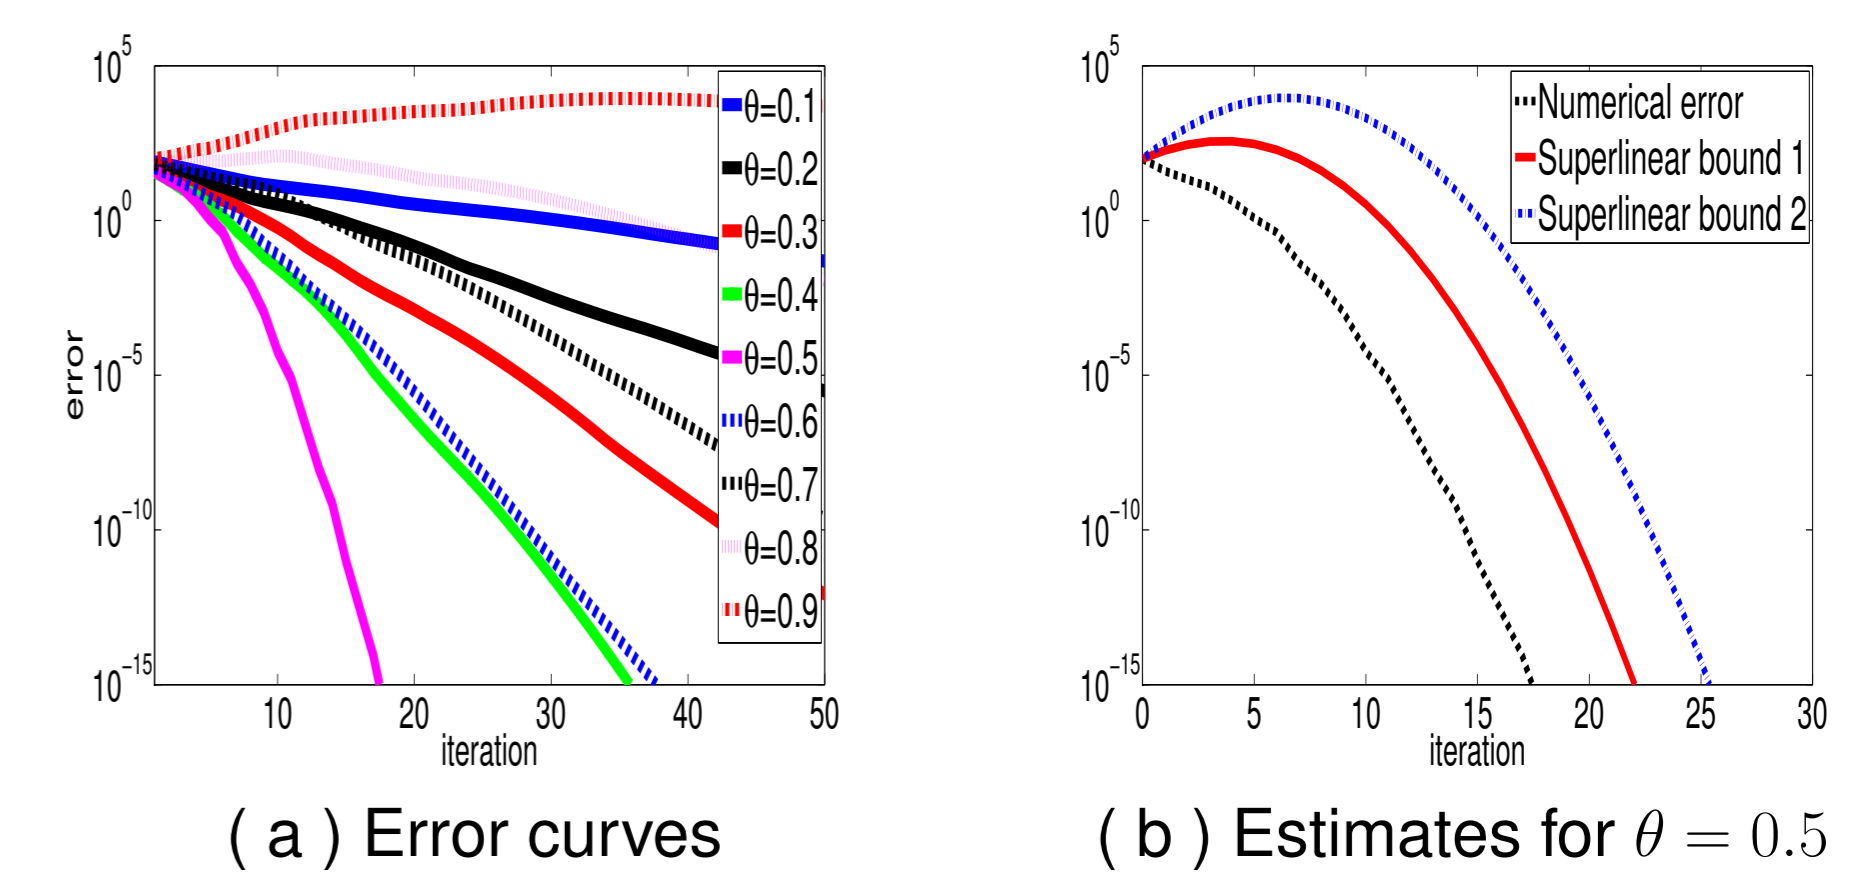 10^5
10^0
10^-5
10^-10
10^-15
error
10
20
30
40
50
iteration
θ=0.1
θ=0.2
θ=0.3
θ=0.4
θ=0.5
θ=0.6
θ=0.7
θ=0.8
θ=0.9
( a ) Error curves
10^5
10^0
10^-5
10^-10
10^-15
0
5
10
15
20
25
30
iteration
Numerical error
Superlinear bound 1
Superlinear bound 2
( b ) Estimates for θ = 0.5